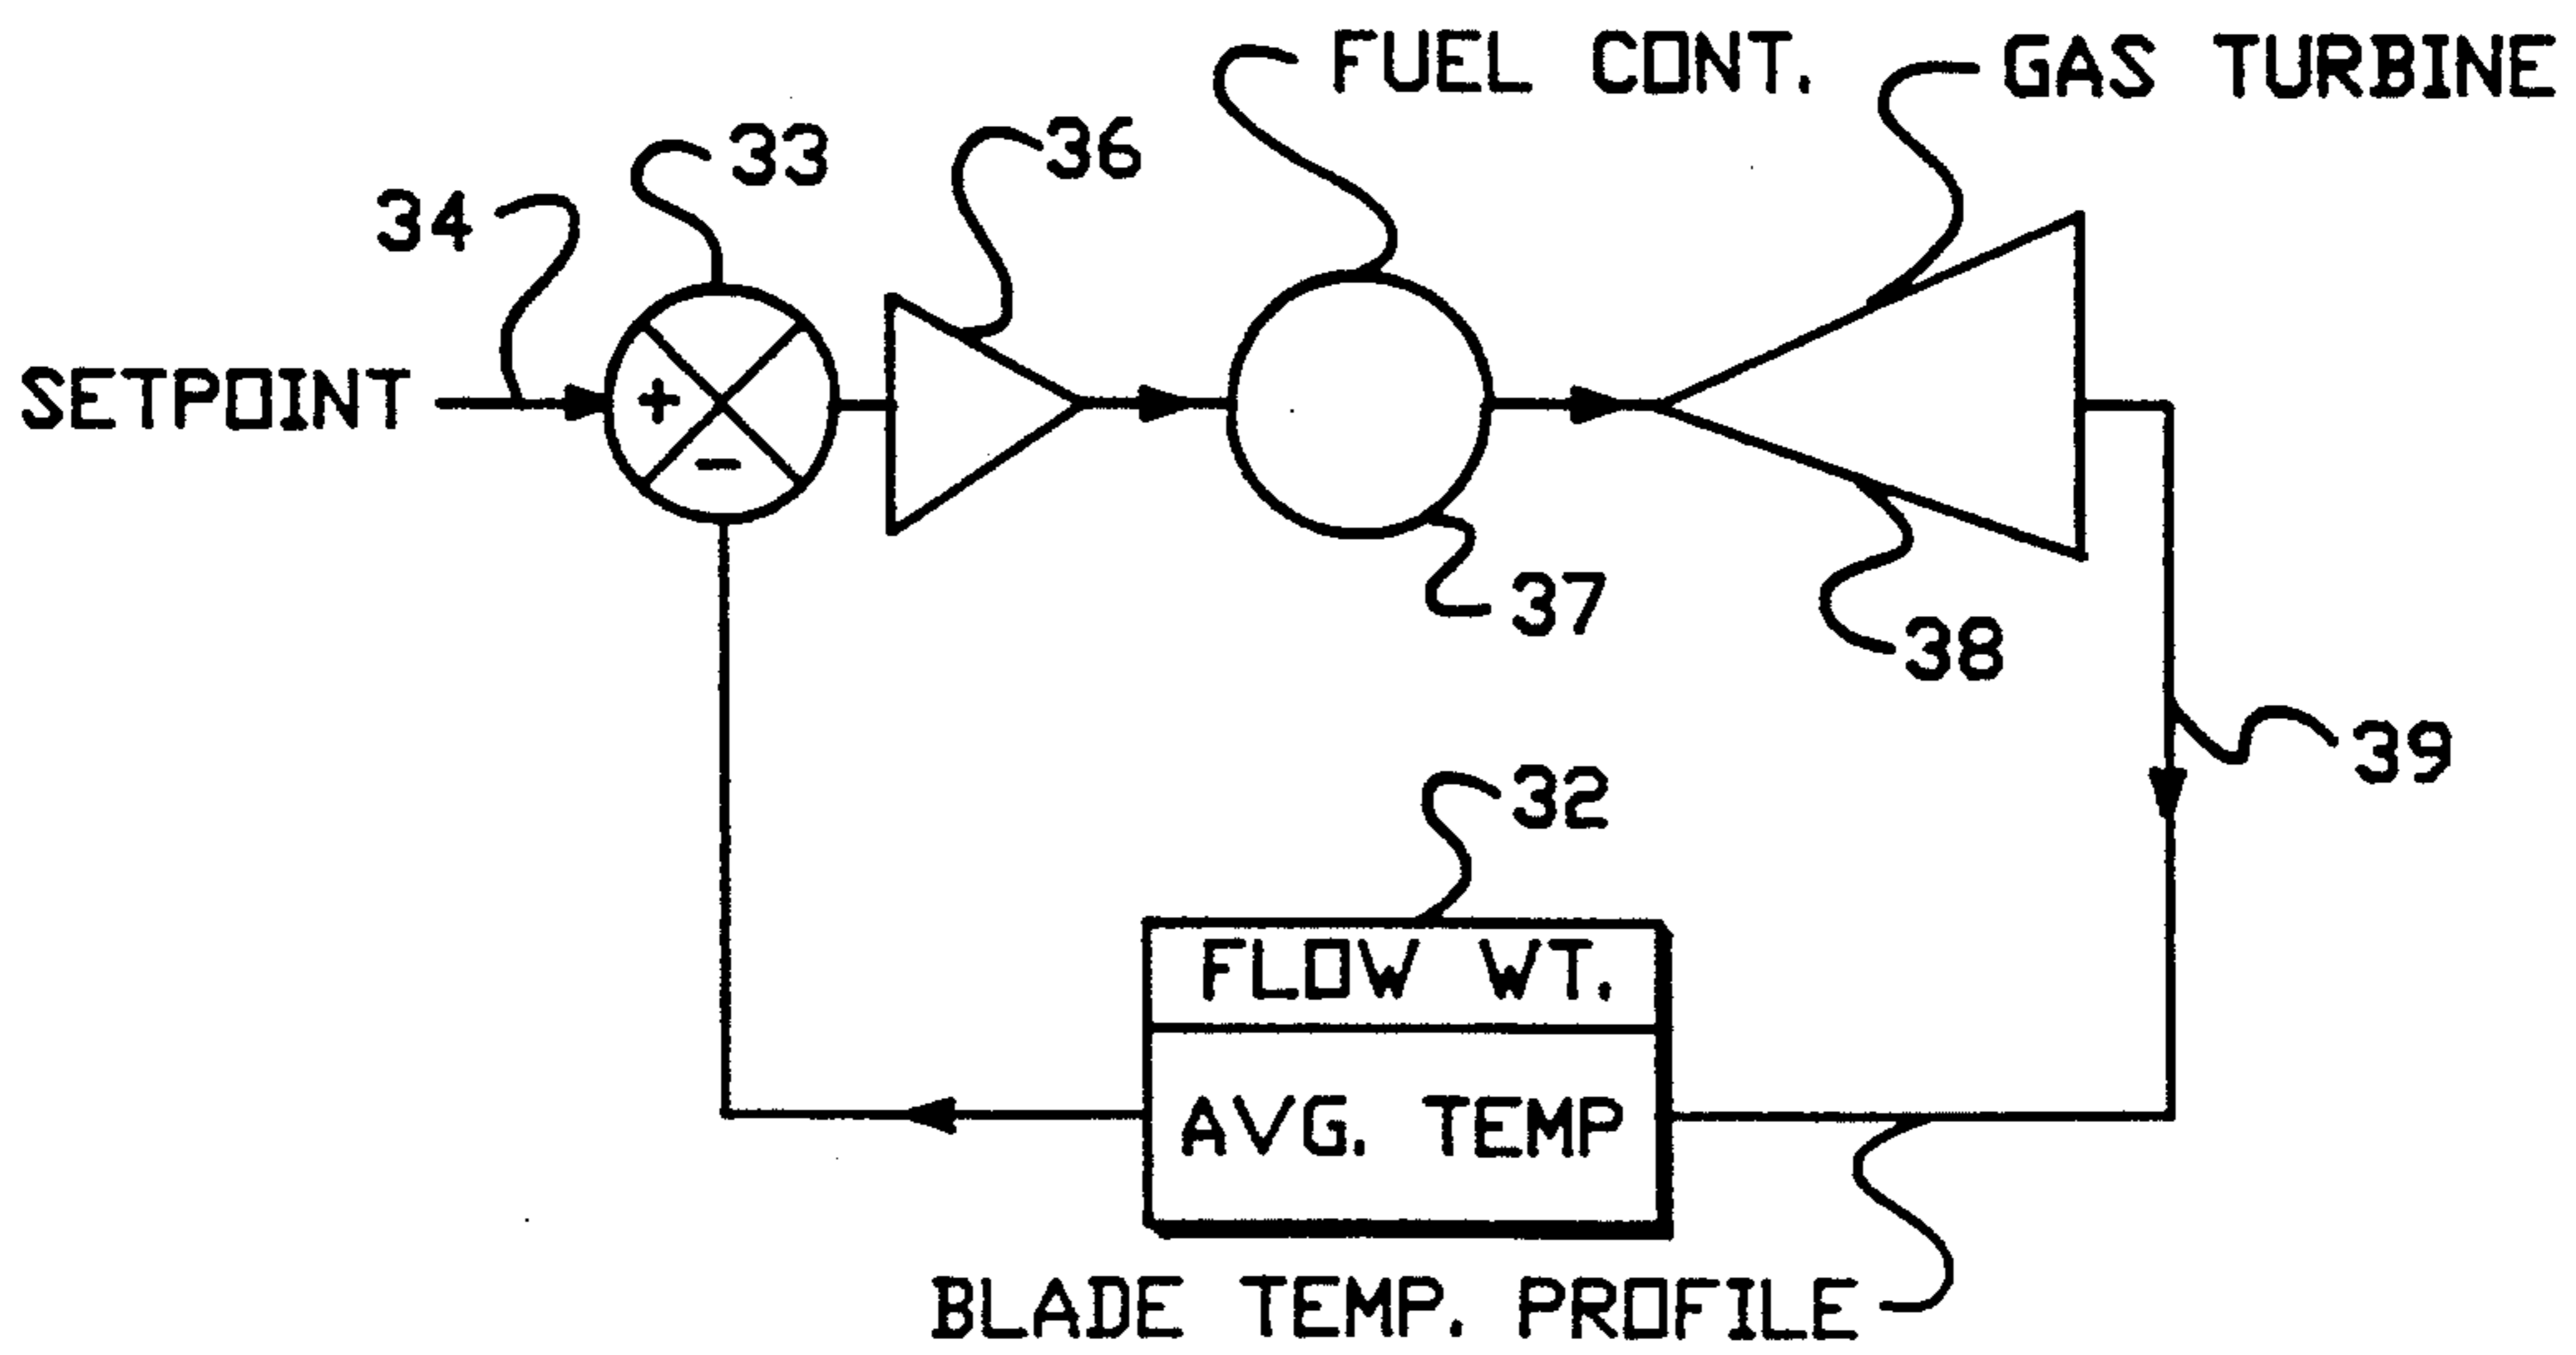 FUEL CONT.
GAS TURBINE
33
36
34
SETPOINT
+
-
37
38
39
32
FLOW WT.
AVG. TEMP
BLADE TEMP. PROFILE